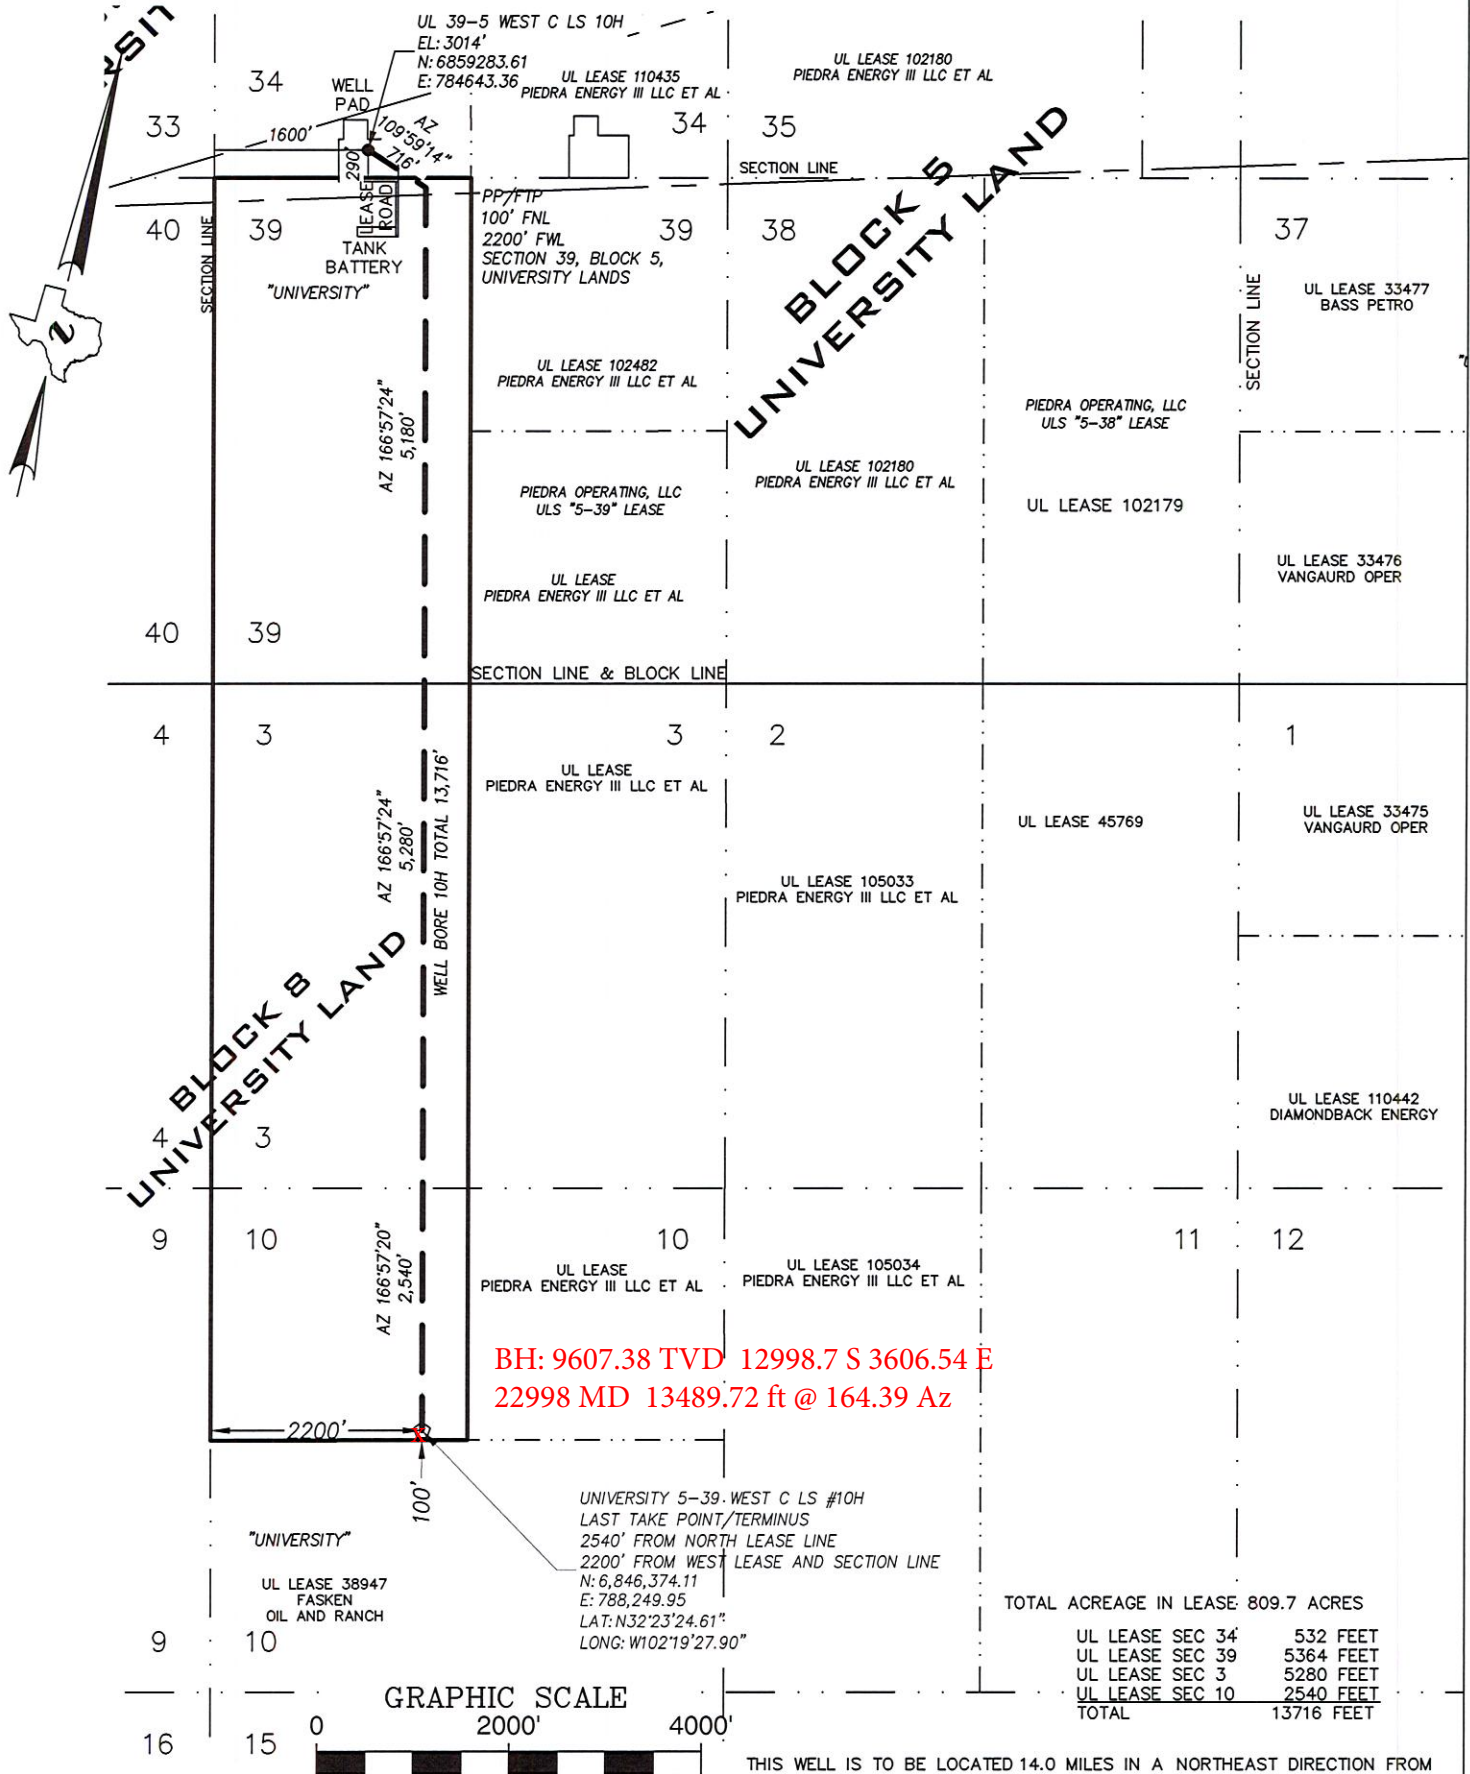 UL 39-5 WEST C LS 10H
EL: 3014'
N: 6859283.61
E: 784643.36
UL LEASE 110435
PIEDRA ENERGY III LLC ET AL
UL LEASE 102180
PIEDRA ENERGY III LLC ET AL
34
WELL
PAD
33
1600'
AZ
109°59'14"
716'
290'
34
35
SECTION LINE
BLOCK 5
UNIVERSITY LAND
LEASE
ROAD
PP/FTP
100' FNL
2200' FWL
SECTION 39, BLOCK 5,
UNIVERSITY LANDS
40
39
SECTION LINE
TANK
BATTERY
"UNIVERSITY"
39
38
37
SECTION LINE
UL LEASE 33477
BASS PETRO
UL LEASE 102482
PIEDRA ENERGY III LLC ET AL
AZ 166°57'24"
5,180'
PIEDRA OPERATING, LLC
ULS "5-38" LEASE
UL LEASE 102180
PIEDRA ENERGY III LLC ET AL
PIEDRA OPERATING, LLC
ULS "5-39" LEASE
UL LEASE 102179
UL LEASE 33476
VANGAURD OPER
UL LEASE
PIEDRA ENERGY III LLC ET AL
40
39
SECTION LINE & BLOCK LINE
4
3
3
2
1
UL LEASE
PIEDRA ENERGY III LLC ET AL
AZ 166°57'24"
5,280'
WELL BORE 10H TOTAL 13,716'
UL LEASE 45769
UL LEASE 33475
VANGAURD OPER
UL LEASE 105033
PIEDRA ENERGY III LLC ET AL
BLOCK 8
UNIVERSITY LAND
UL LEASE 110442
DIAMONDBACK ENERGY
4
3
9
10
10
11
12
AZ 166°57'20"
2,540'
UL LEASE
PIEDRA ENERGY III LLC ET AL
UL LEASE 105034
PIEDRA ENERGY III LLC ET AL
BH: 9607.38 TVD 12998.7 S 3606.54 E
22998 MD 13489.72 ft @ 164.39 Az
2200'
100'
UNIVERSITY 5-39 WEST C LS #10H
LAST TAKE POINT/TERMINUS
2540' FROM NORTH LEASE LINE
2200' FROM WEST LEASE AND SECTION LINE
N: 6,846,374.11
E: 788,249.95
LAT: N32°23'24.61"
LONG: W102°19'27.90"
"UNIVERSITY"
UL LEASE 38947
FASKEN
OIL AND RANCH
9
10
TOTAL ACREAGE IN LEASE 809.7 ACRES
UL LEASE SEC 34 532 FEET
UL LEASE SEC 39 5364 FEET
UL LEASE SEC 3 5280 FEET
UL LEASE SEC 10 2540 FEET
TOTAL 13716 FEET
GRAPHIC SCALE
0 2000' 4000'
16
15
THIS WELL IS TO BE LOCATED 14.0 MILES IN A NORTHEAST DIRECTION FROM